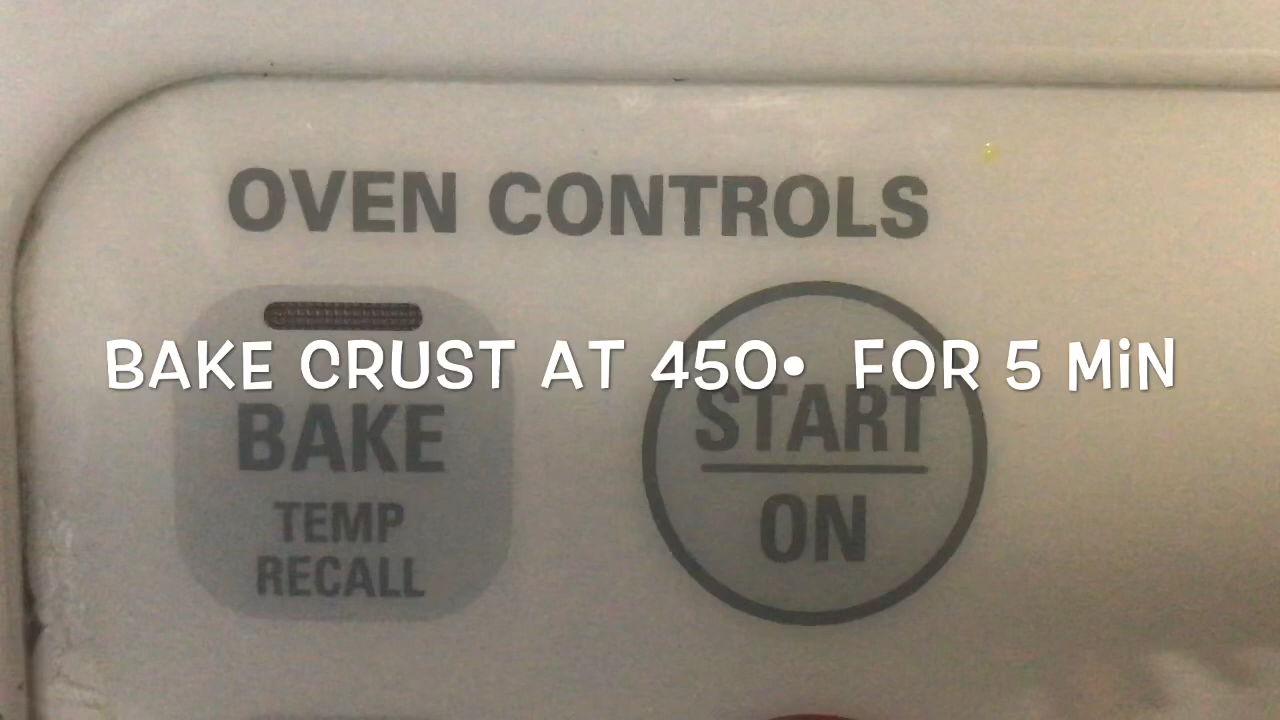 OVEN CONTROLS
BAKE CRUST AT 450• FOR 5 MiN
BAKE
TEMP
RECALL
START
ON